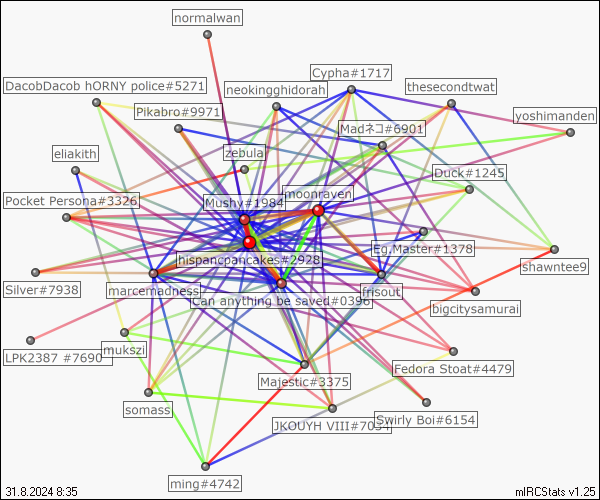 normalwan
Cypha#1717
DacobDacob hORNY police#5271
neokingghidorah
thesecondtwat
Pikabro#9971
yoshimanden
Madネコ#6901
eliakith
zebula
Duck#1245
Pocket Persona#3326
Mushy#1984
moonraven
Eq.Master#1378
hispancpancakes#2928
shawntee9
Silver#7938
marcemadness
Can anything be saved#0396
frisout
bigcitysamurai
LPK2387 #7690
mukszi
Fedora Stoat#4479
Majestic#3375
somass
Swirly Boi#6154
JKOUYH VIII#7034
ming#4742
31.8.2024 8:35
mIRCStats v1.25